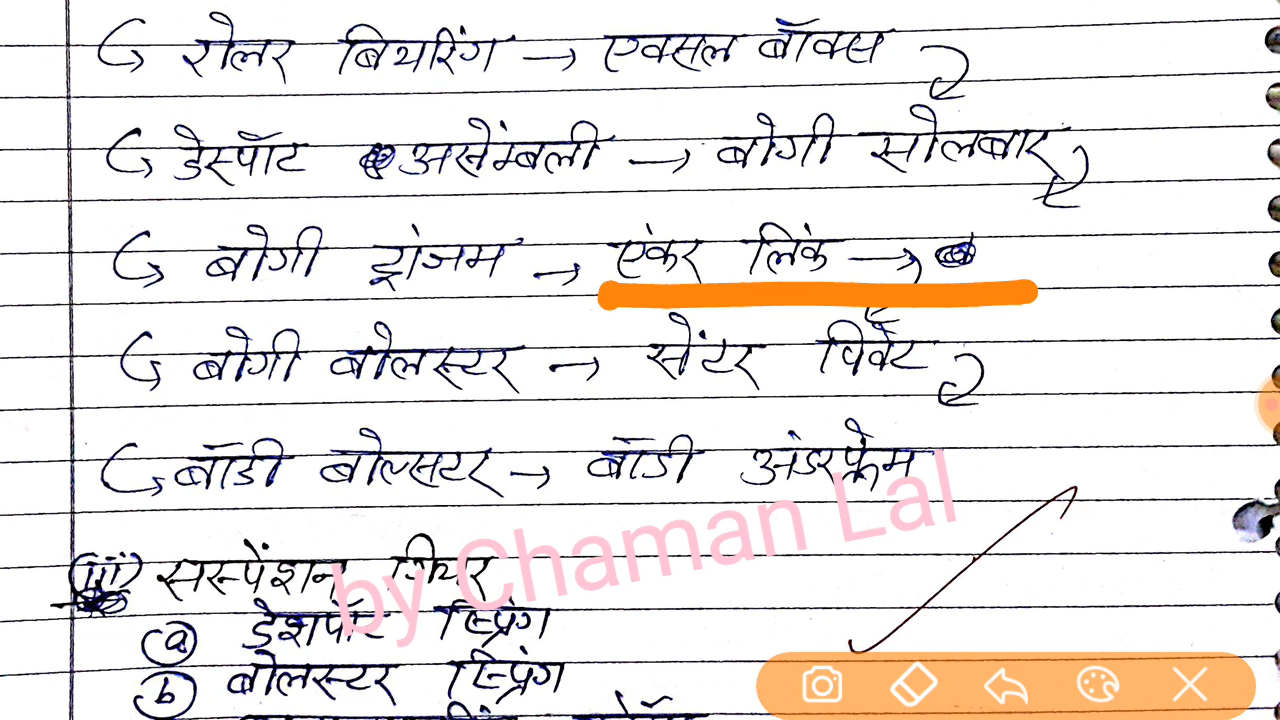 रोलर बियरिंग → एक्सल बॉक्स
डेस्पॉट असेंम्बली → बोगी सोलबार
बोगी ट्रांजम → एंकर लिंक →
बोगी बोलस्टर → सेंटर पिवेट
बॉडी बोल्सटर → बॉडी अंडरफ्रेम
by Chaman Lal
(iii) सस्पेंशन गियर
(a) डेशपॉट स्प्रिंग
(b) बोलस्टर स्प्रिंग